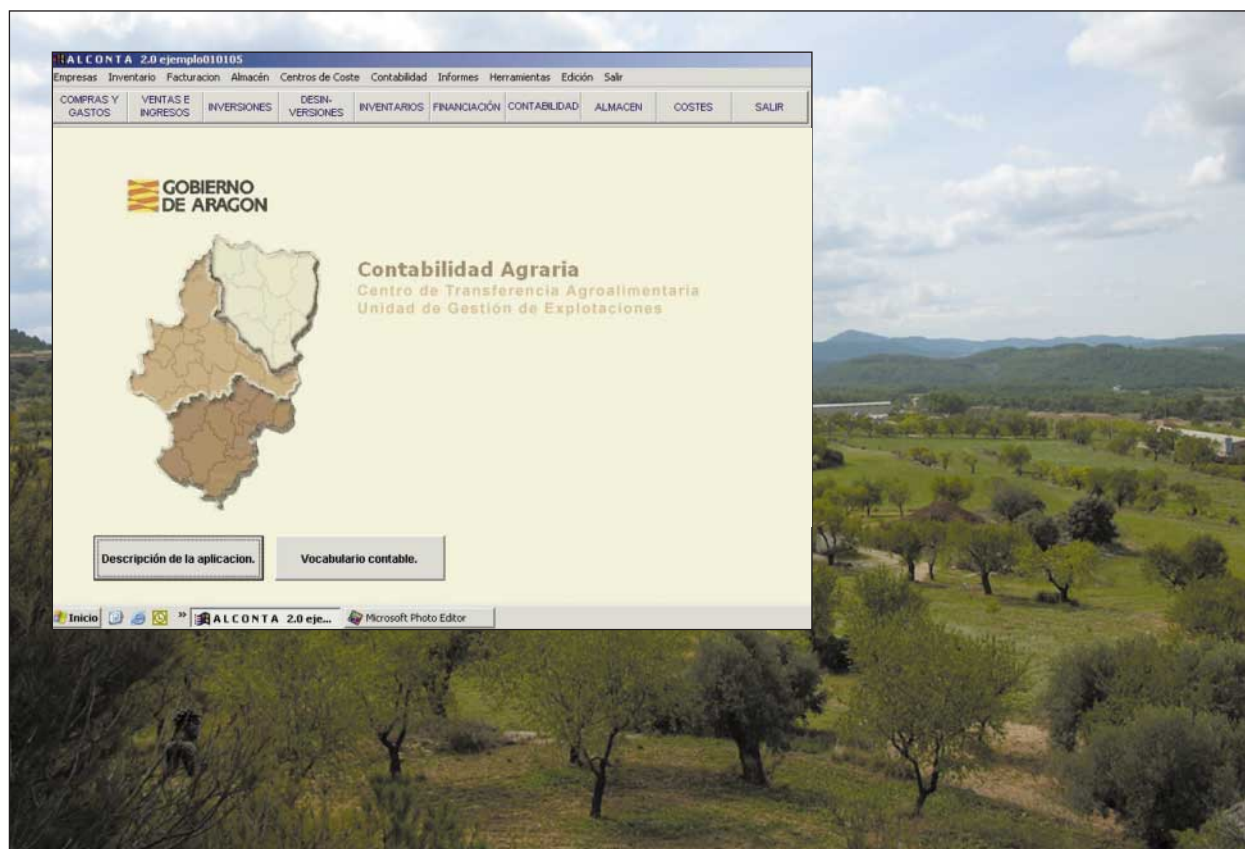 ALCONTA 2.0 ejemplo010105
Empresas Inventario Facturacion Almacén Centros de Coste Contabilidad Informes Herramientas Edición Salir
COMPRAS Y GASTOS
VENTAS E INGRESOS
INVERSIONES
DESIN-
VERSIONES
INVENTARIOS
FINANCIACIÓN
CONTABILIDAD
ALMACEN
COSTES
SALIR
GOBIERNO
DE ARAGON
Contabilidad Agraria
Centro de Transferencia Agroalimentaria
Unidad de Gestión de Explotaciones
Descripción de la aplicacion.
Vocabulario contable.
Inicio » ALCONTA 2.0 eje... Microsoft Photo Editor